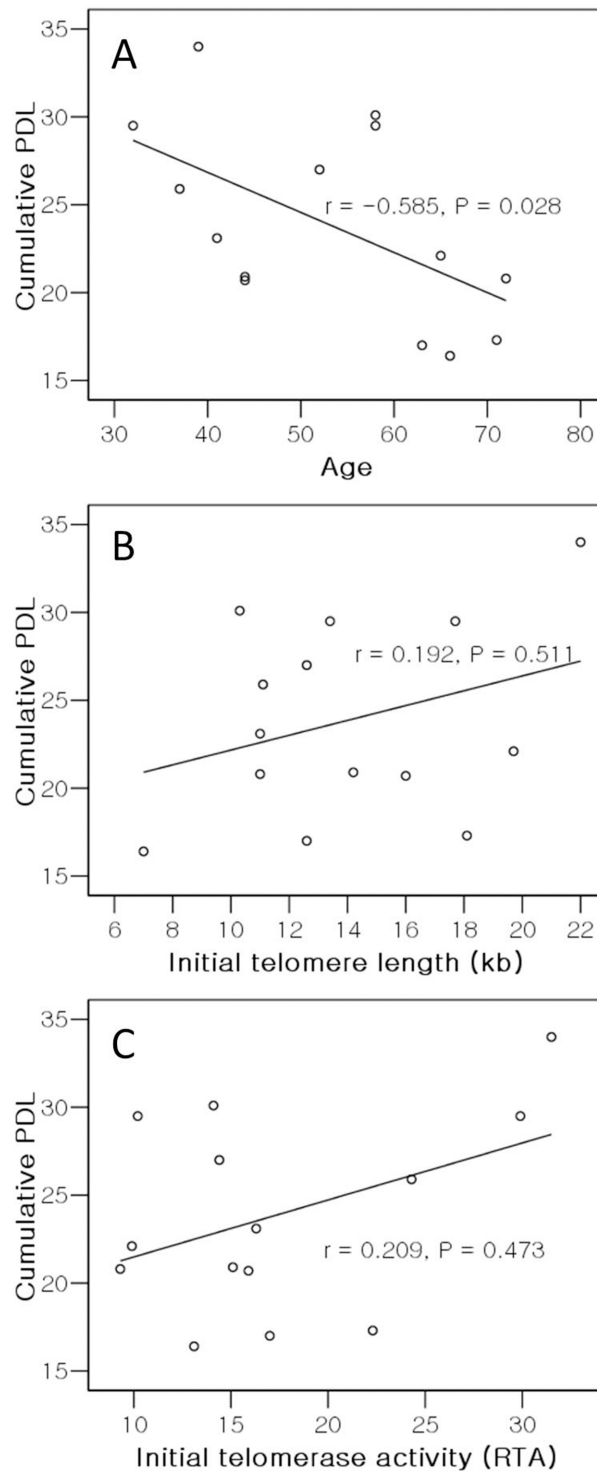 A
Cumulative PDL
35
30
25
20
15
r = −0.585, P = 0.028
30 40 50 60 70 80
Age
B
Cumulative PDL
35
30
25
20
15
r = 0.192, P = 0.511
6 8 10 12 14 16 18 20 22
Initial telomere length (kb)
C
Cumulative PDL
35
30
25
20
15
r = 0.209, P = 0.473
10 15 20 25 30
Initial telomerase activity (RTA)